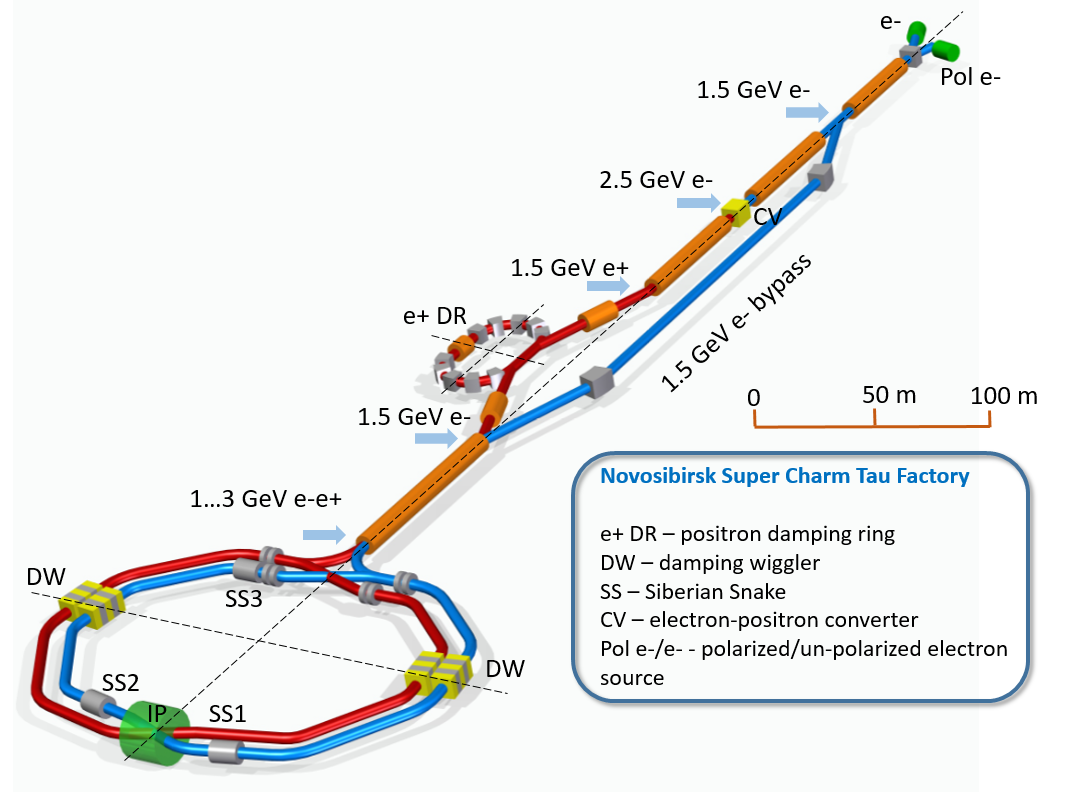 e-
Pol e-
1.5 GeV e-
2.5 GeV e-
CV
1.5 GeV e+
e+ DR
1.5 GeV e- bypass
0 50 m 100 m
1.5 GeV e-
1…3 GeV e-e+
DW
SS3
DW
SS2
IP
SS1
Novosibirsk Super Charm Tau Factory
e+ DR – positron damping ring
DW – damping wiggler
SS – Siberian Snake
CV – electron-positron converter
Pol e-/e- - polarized/un-polarized electron
source